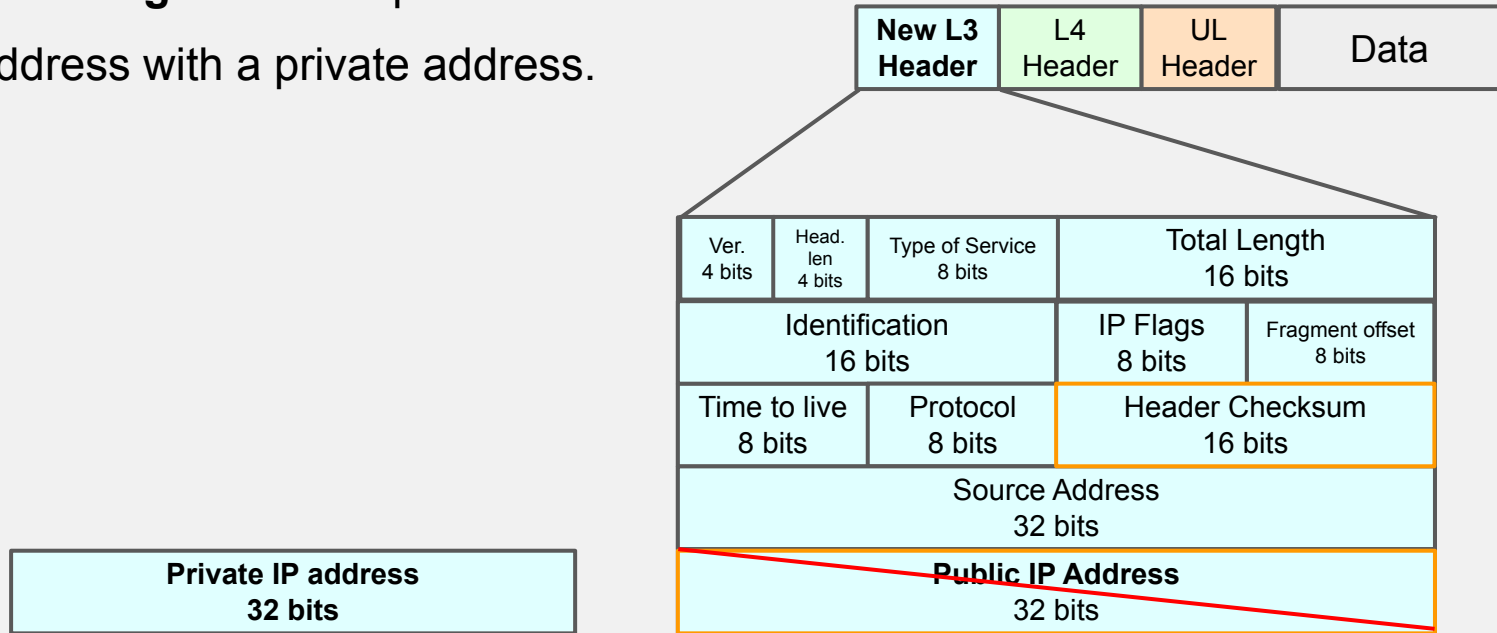 ddress with a private address.
New L3
Header
L4
Header
UL
Header
Data
Ver.
4 bits
Head.
len
4 bits
Type of Service
8 bits
Total Length
16 bits
Identification
16 bits
IP Flags
8 bits
Fragment offset
8 bits
Time to live
8 bits
Protocol
8 bits
Header Checksum
16 bits
Source Address
32 bits
Private IP address
32 bits
Public IP Address
32 bits